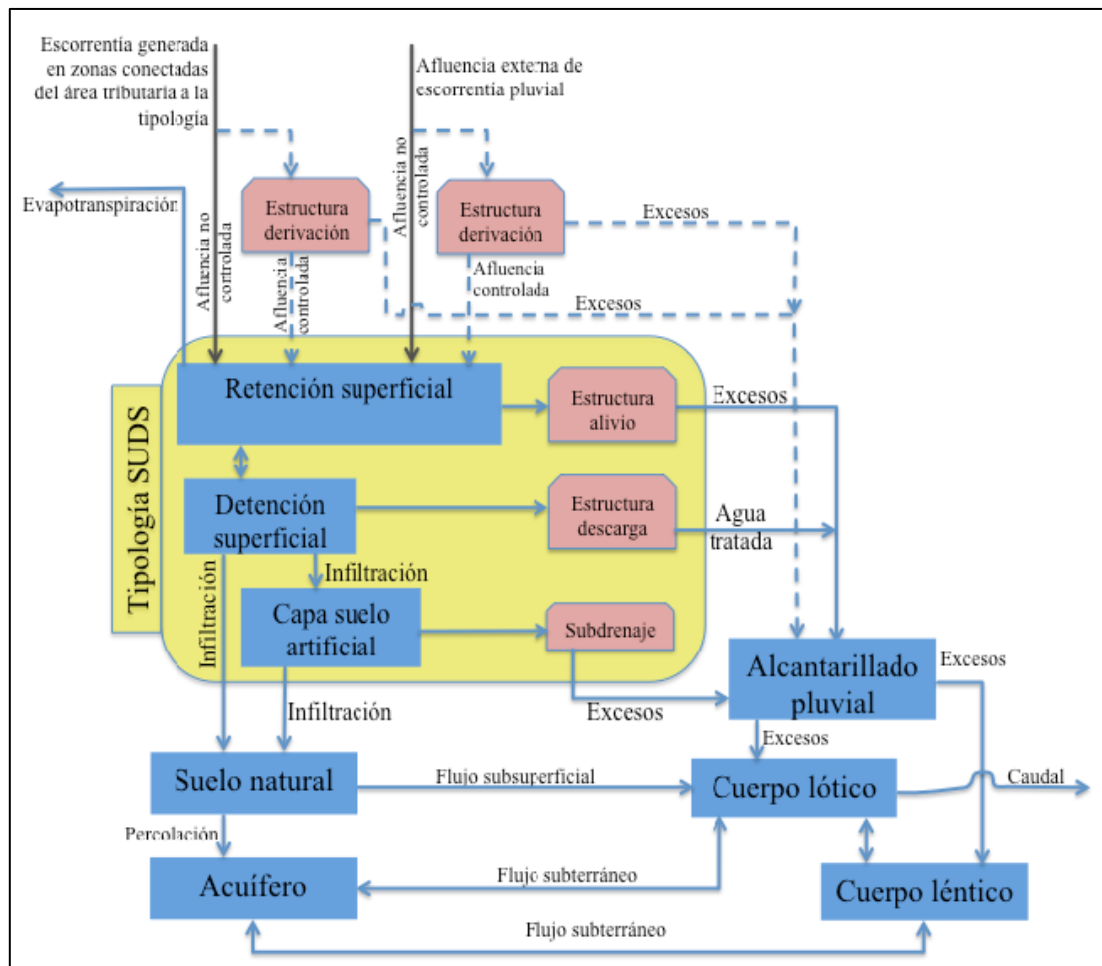 Escorrentía generada
en zonas conectadas
del área tributaria a la
tipología
Afluencia externa de
escorrentía pluvial
Evapotranspiración
Afluencia no
controlada
Estructura
derivación
Afluencia no
controlada
Estructura
derivación
Excesos
Afluencia
controlada
Afluencia
controlada
Excesos
Tipología SUDS
Retención superficial
Estructura
alivio
Excesos
Detención
superficial
Estructura
descarga
Agua
tratada
Infiltración
Infiltración
Capa suelo
artificial
Subdrenaje
Alcantarillado
pluvial
Excesos
Infiltración
Excesos
Excesos
Suelo natural
Flujo subsuperficial
Cuerpo lótico
Caudal
Percolación
Acuífero
Flujo subterráneo
Cuerpo léntico
Flujo subterráneo